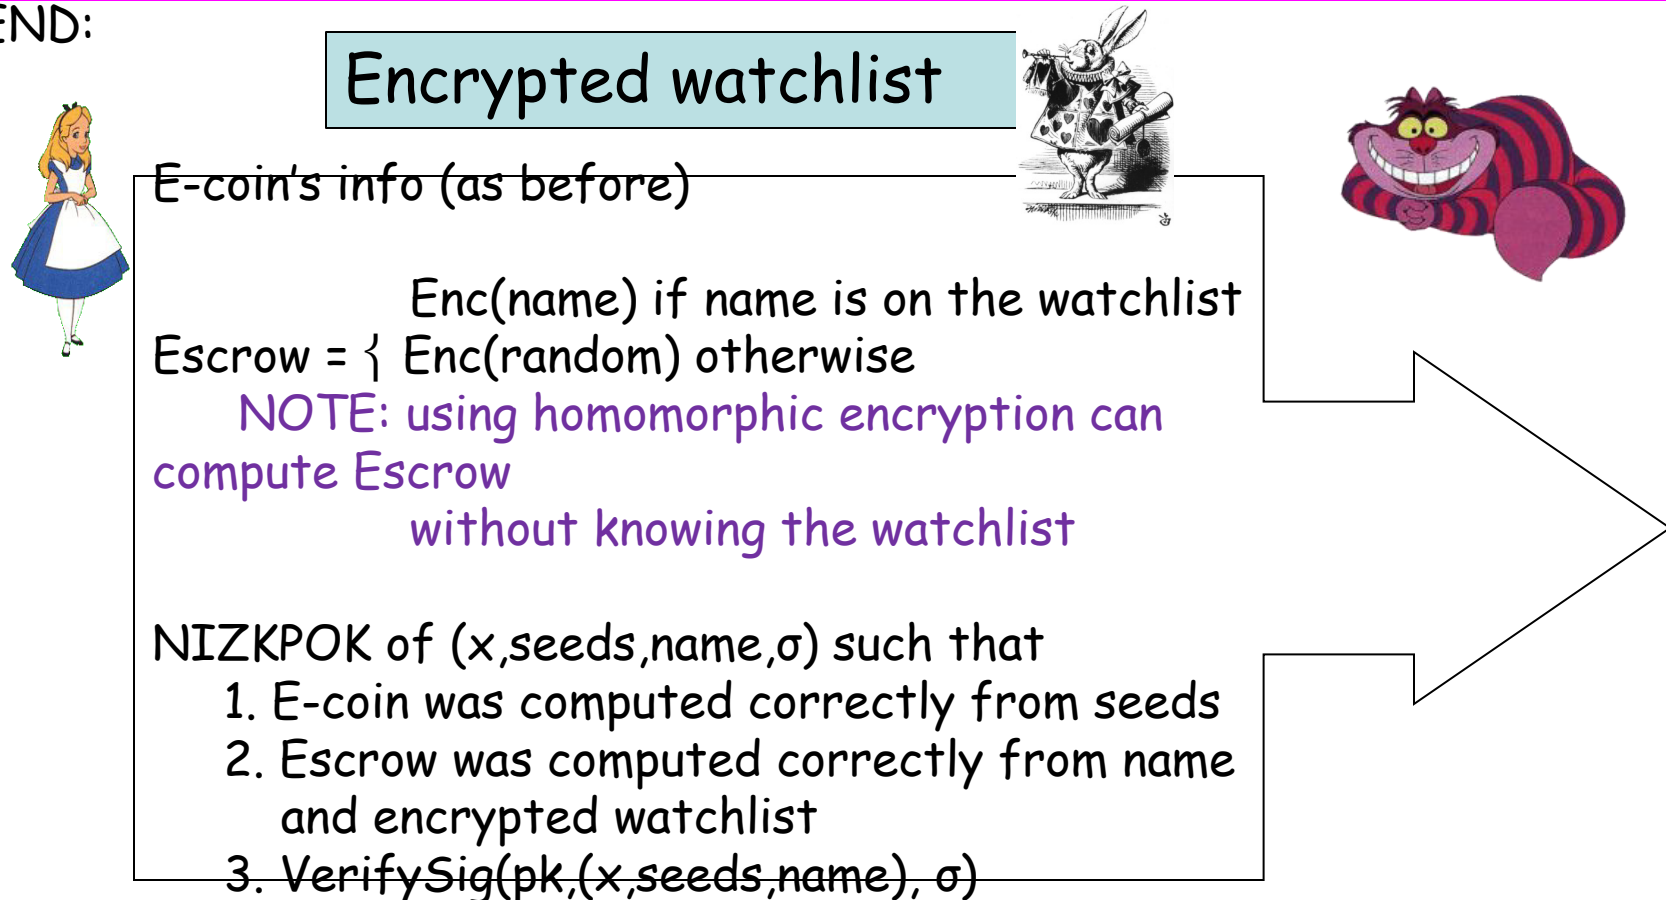 END:
Encrypted watchlist
E-coin's info (as before)
Enc(name) if name is on the watchlist
Escrow = { Enc(random) otherwise
NOTE: using homomorphic encryption can
compute Escrow
without knowing the watchlist
NIZKPOK of (x,seeds,name,σ) such that
1. E-coin was computed correctly from seeds
2. Escrow was computed correctly from name
and encrypted watchlist
3. VerifySig(pk,(x,seeds,name), σ)